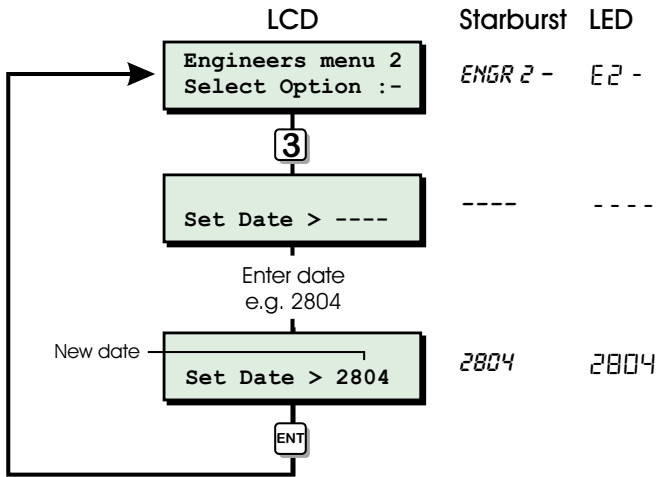 LCD Starburst LED
Engineers menu 2
Select Option :-
ENGR 2 - E2 -
3
Set Date > ----
---- ----
Enter date
e.g. 2804
New date
Set Date > 2804
2804 2804
ENT